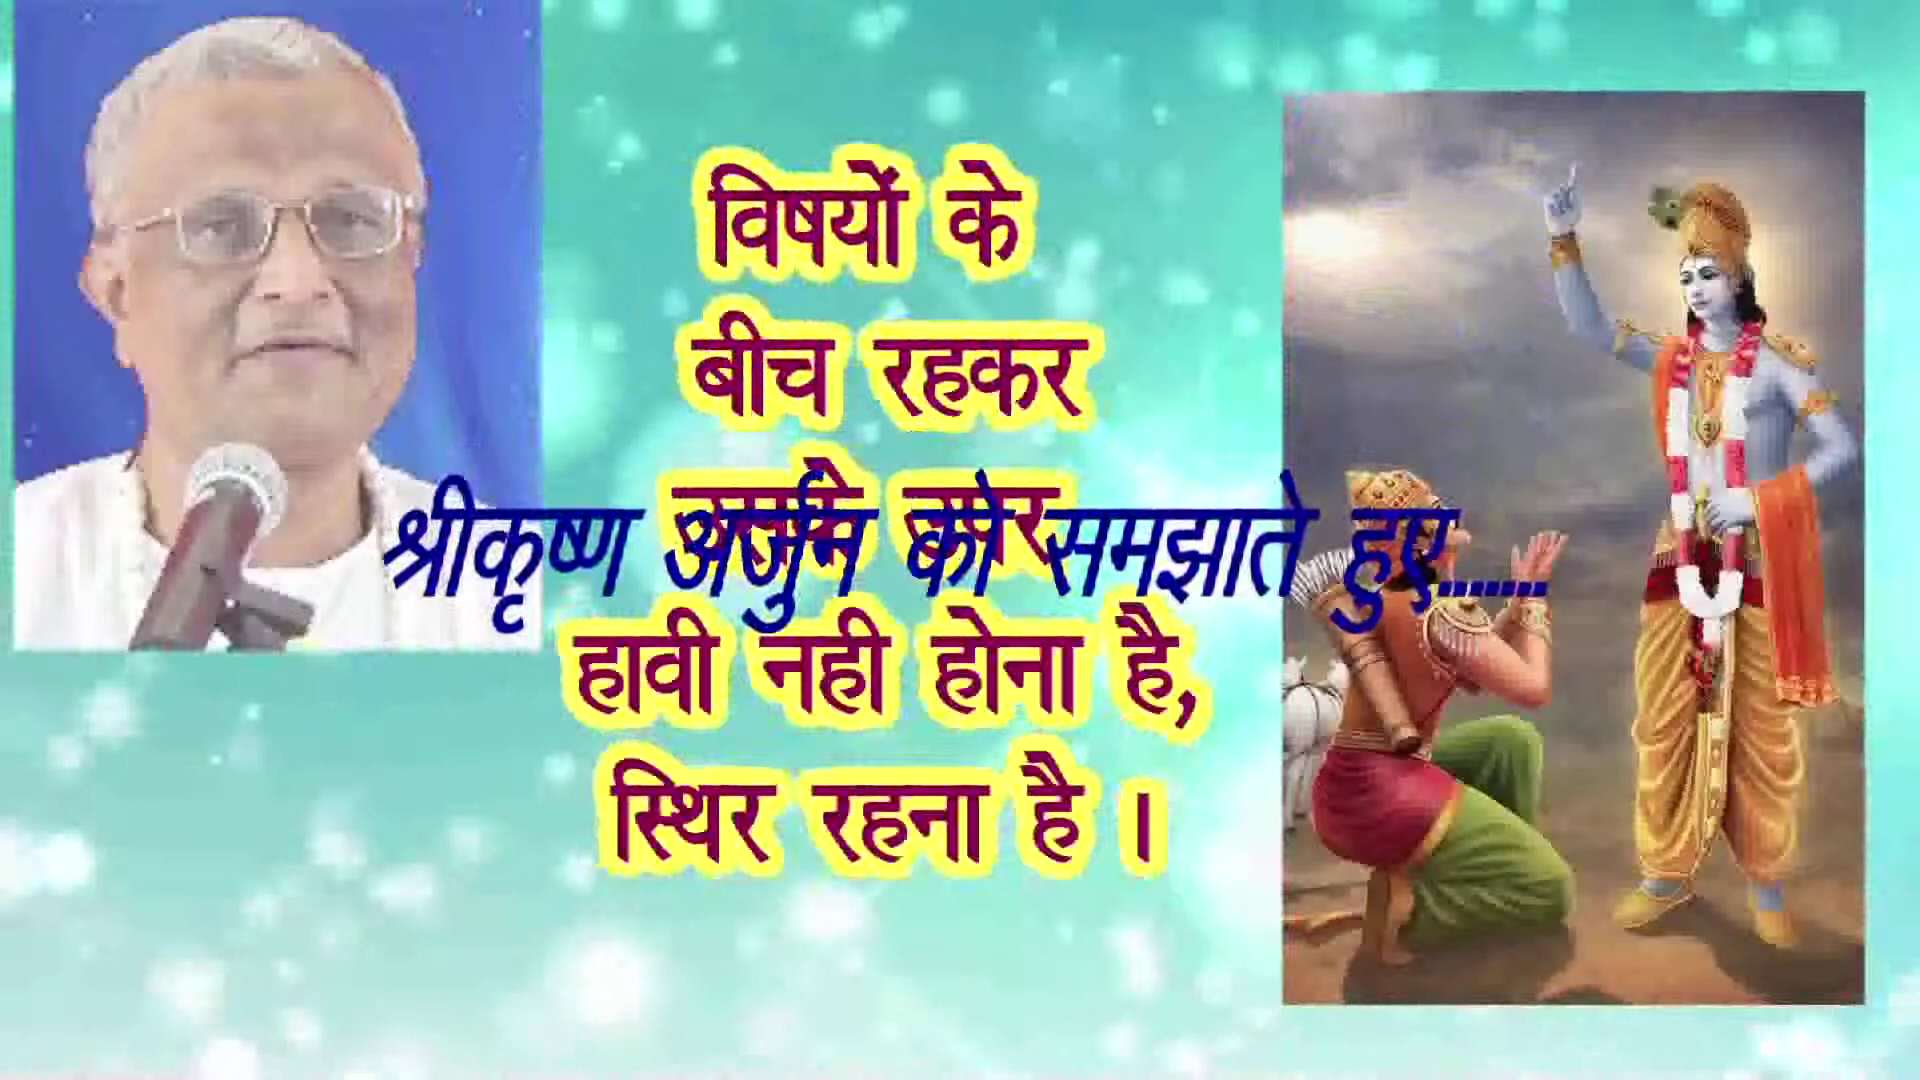 विषयों के
बीच रहकर
श्रीकृष्ण अर्जुन को समझाते हुए.......
हावी नही होना है,
स्थिर रहना है ।